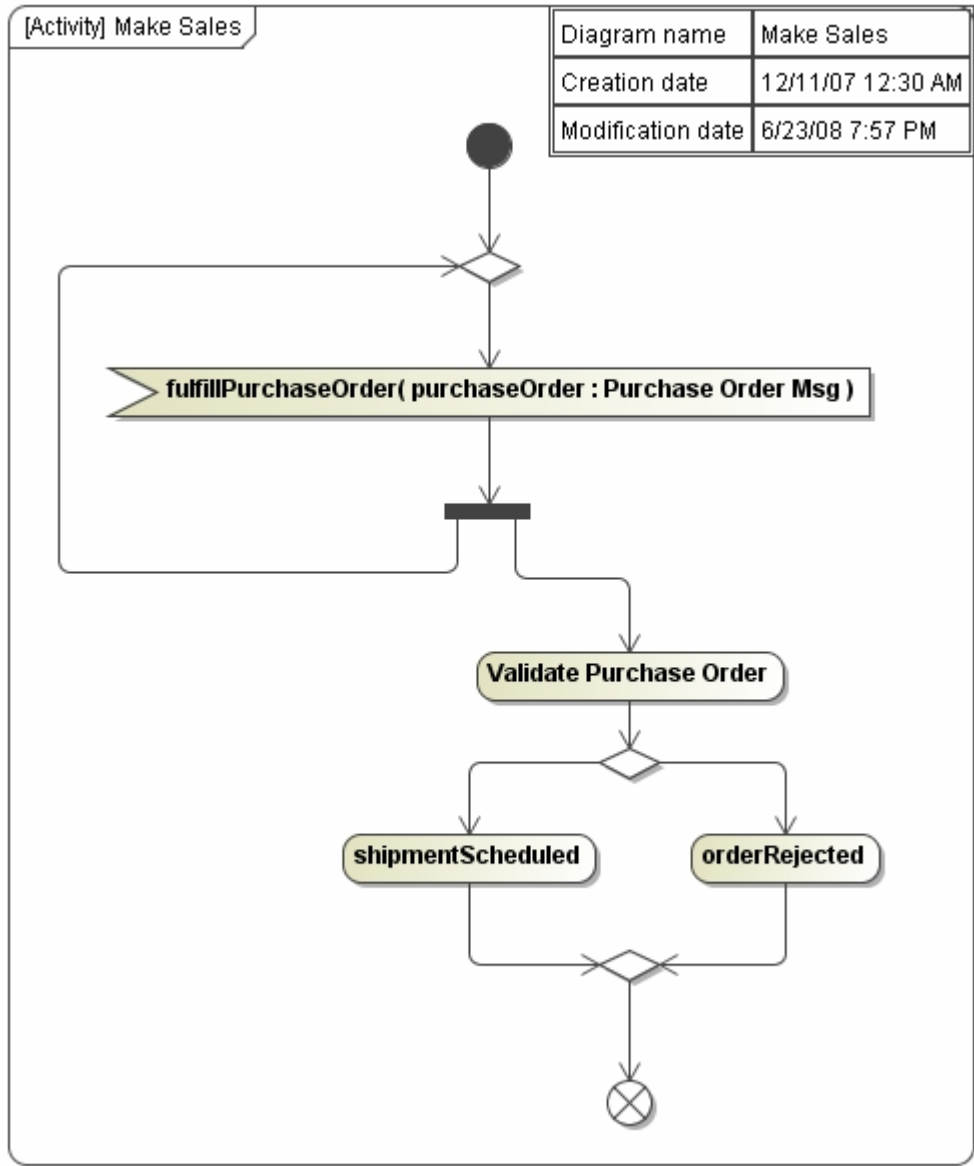 [Activity] Make Sales
Diagram name Make Sales
Creation date 12/11/07 12:30 AM
Modification date 6/23/08 7:57 PM
fulfillPurchaseOrder( purchaseOrder : Purchase Order Msg )
Validate Purchase Order
shipmentScheduled
orderRejected